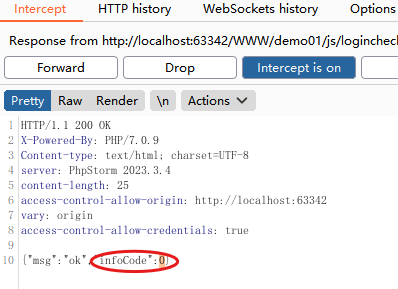 Intercept HTTP history WebSockets history Options
Response from http://localhost:63342/WWW/demo01/js/logincheck
Forward Drop Intercept is on
Pretty Raw Render \n Actions
1 HTTP/1.1 200 OK
2 X-Powered-By: PHP/7.0.9
3 Content-type: text/html; charset=UTF-8
4 server: PhpStorm 2023.3.4
5 content-length: 25
6 access-control-allow-origin: http://localhost:63342
7 vary: origin
8 access-control-allow-credentials: true
9
10 {"msg":"ok","infoCode":0}